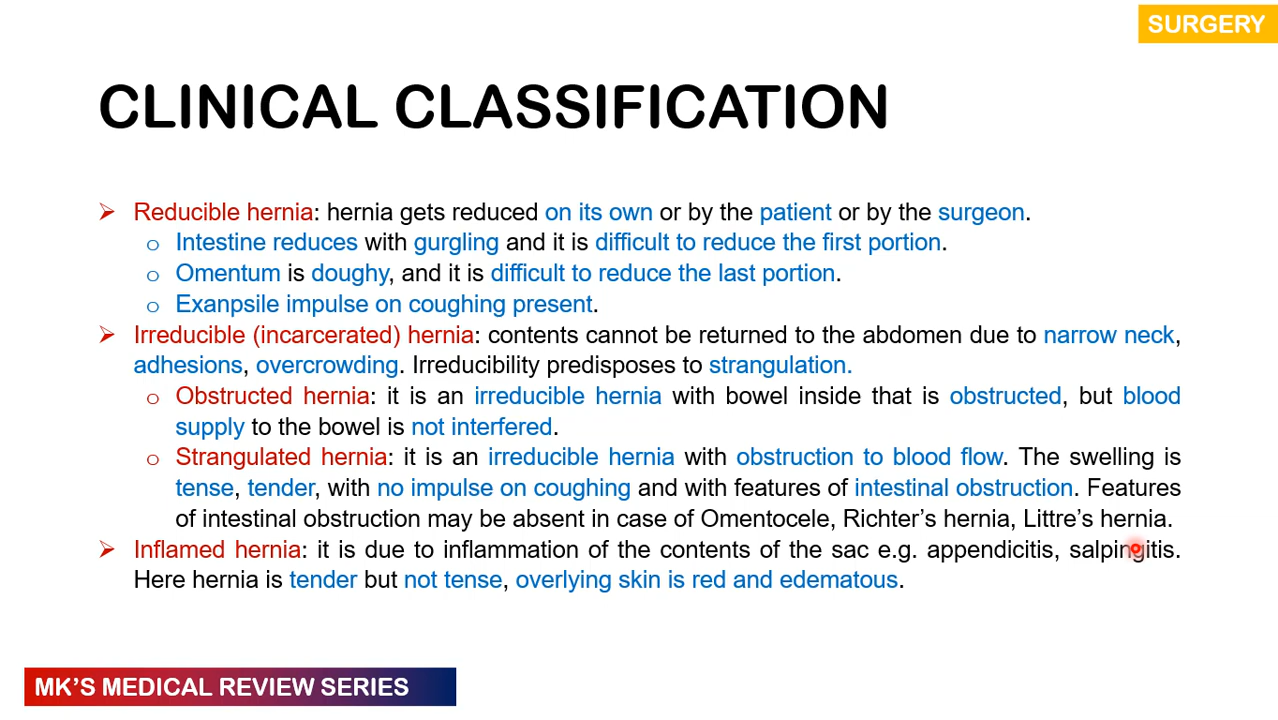 SURGERY
CLINICAL CLASSIFICATION
➢ Reducible hernia: hernia gets reduced on its own or by the patient or by the surgeon.
o Intestine reduces with gurgling and it is difficult to reduce the first portion.
o Omentum is doughy, and it is difficult to reduce the last portion.
o Exanpsile impulse on coughing present.
➢ Irreducible (incarcerated) hernia: contents cannot be returned to the abdomen due to narrow neck,
adhesions, overcrowding. Irreducibility predisposes to strangulation.
o Obstructed hernia: it is an irreducible hernia with bowel inside that is obstructed, but blood
supply to the bowel is not interfered.
o Strangulated hernia: it is an irreducible hernia with obstruction to blood flow. The swelling is
tense, tender, with no impulse on coughing and with features of intestinal obstruction. Features
of intestinal obstruction may be absent in case of Omentocele, Richter's hernia, Littre's hernia.
➢ Inflamed hernia: it is due to inflammation of the contents of the sac e.g. appendicitis, salpingitis.
Here hernia is tender but not tense, overlying skin is red and edematous.
MK'S MEDICAL REVIEW SERIES